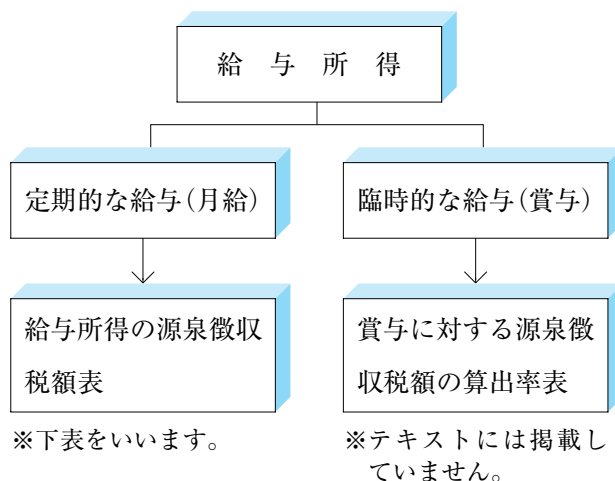 給与所得
定期的な給与(月給)
臨時的な給与(賞与)
給与所得の源泉徴収
税額表
賞与に対する源泉徴
収税額の算出率表
※下表をいいます。
※テキストには掲載し
ていません。